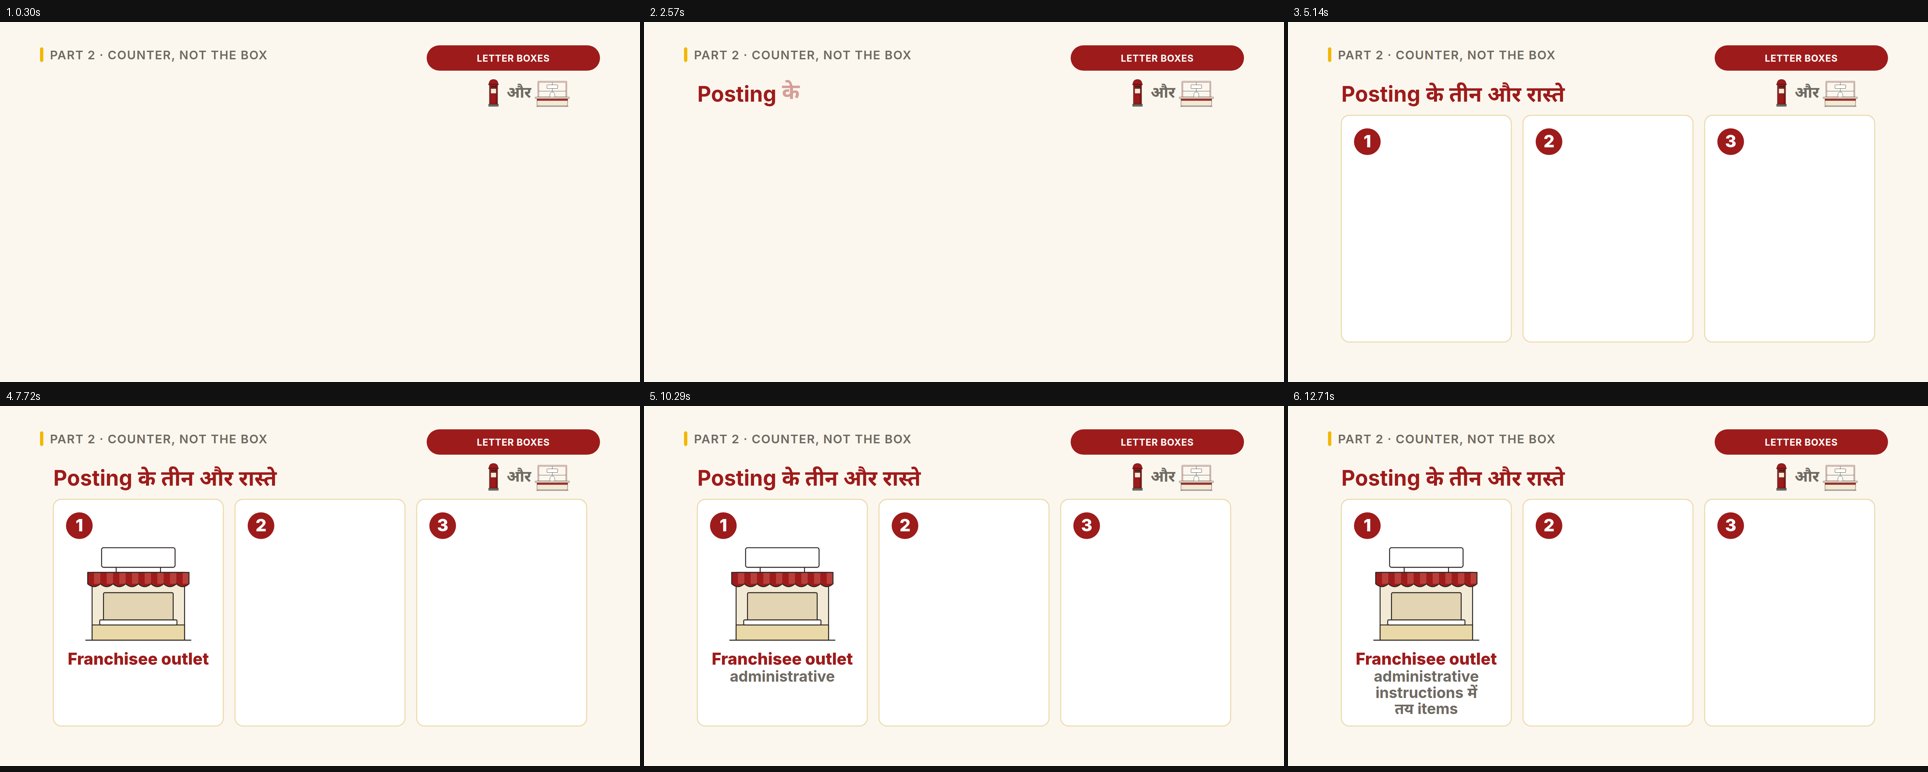 1. 0.30s
PART 2 · COUNTER, NOT THE BOX
LETTER BOXES
और
2. 2.57s
PART 2 · COUNTER, NOT THE BOX
LETTER BOXES
Posting के
और
3. 5.14s
PART 2 · COUNTER, NOT THE BOX
LETTER BOXES
Posting के तीन और रास्ते
और
1
2
3
4. 7.72s
PART 2 · COUNTER, NOT THE BOX
LETTER BOXES
Posting के तीन और रास्ते
और
1
2
3
Franchisee outlet
5. 10.29s
PART 2 · COUNTER, NOT THE BOX
LETTER BOXES
Posting के तीन और रास्ते
और
1
2
3
Franchisee outlet
administrative
6. 12.71s
PART 2 · COUNTER, NOT THE BOX
LETTER BOXES
Posting के तीन और रास्ते
और
1
2
3
Franchisee outlet
administrative
instructions में
तय items